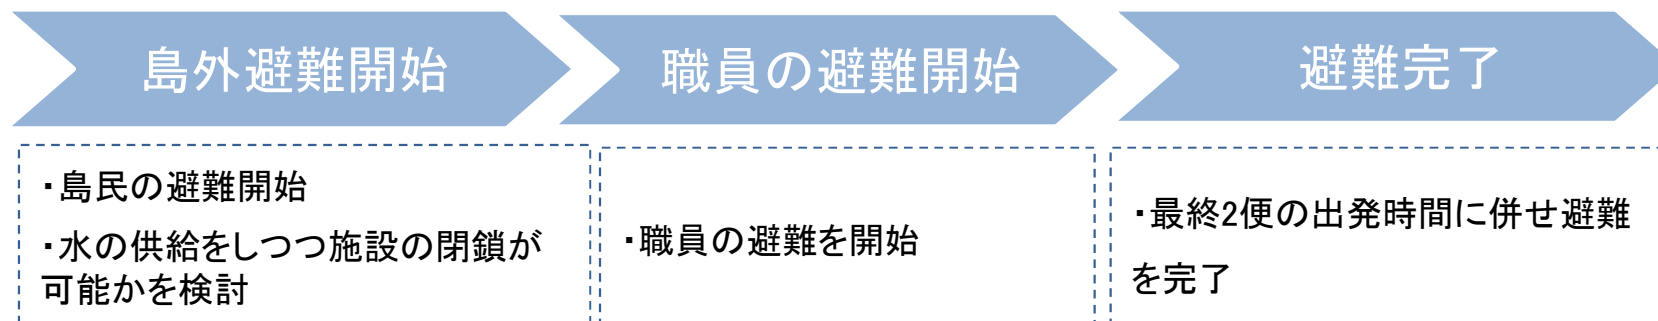 島外避難開始
職員の避難開始
避難完了
・島民の避難開始
・水の供給をしつつ施設の閉鎖が
可能かを検討
・職員の避難を開始
・最終2便の出発時間に併せ避難
を完了